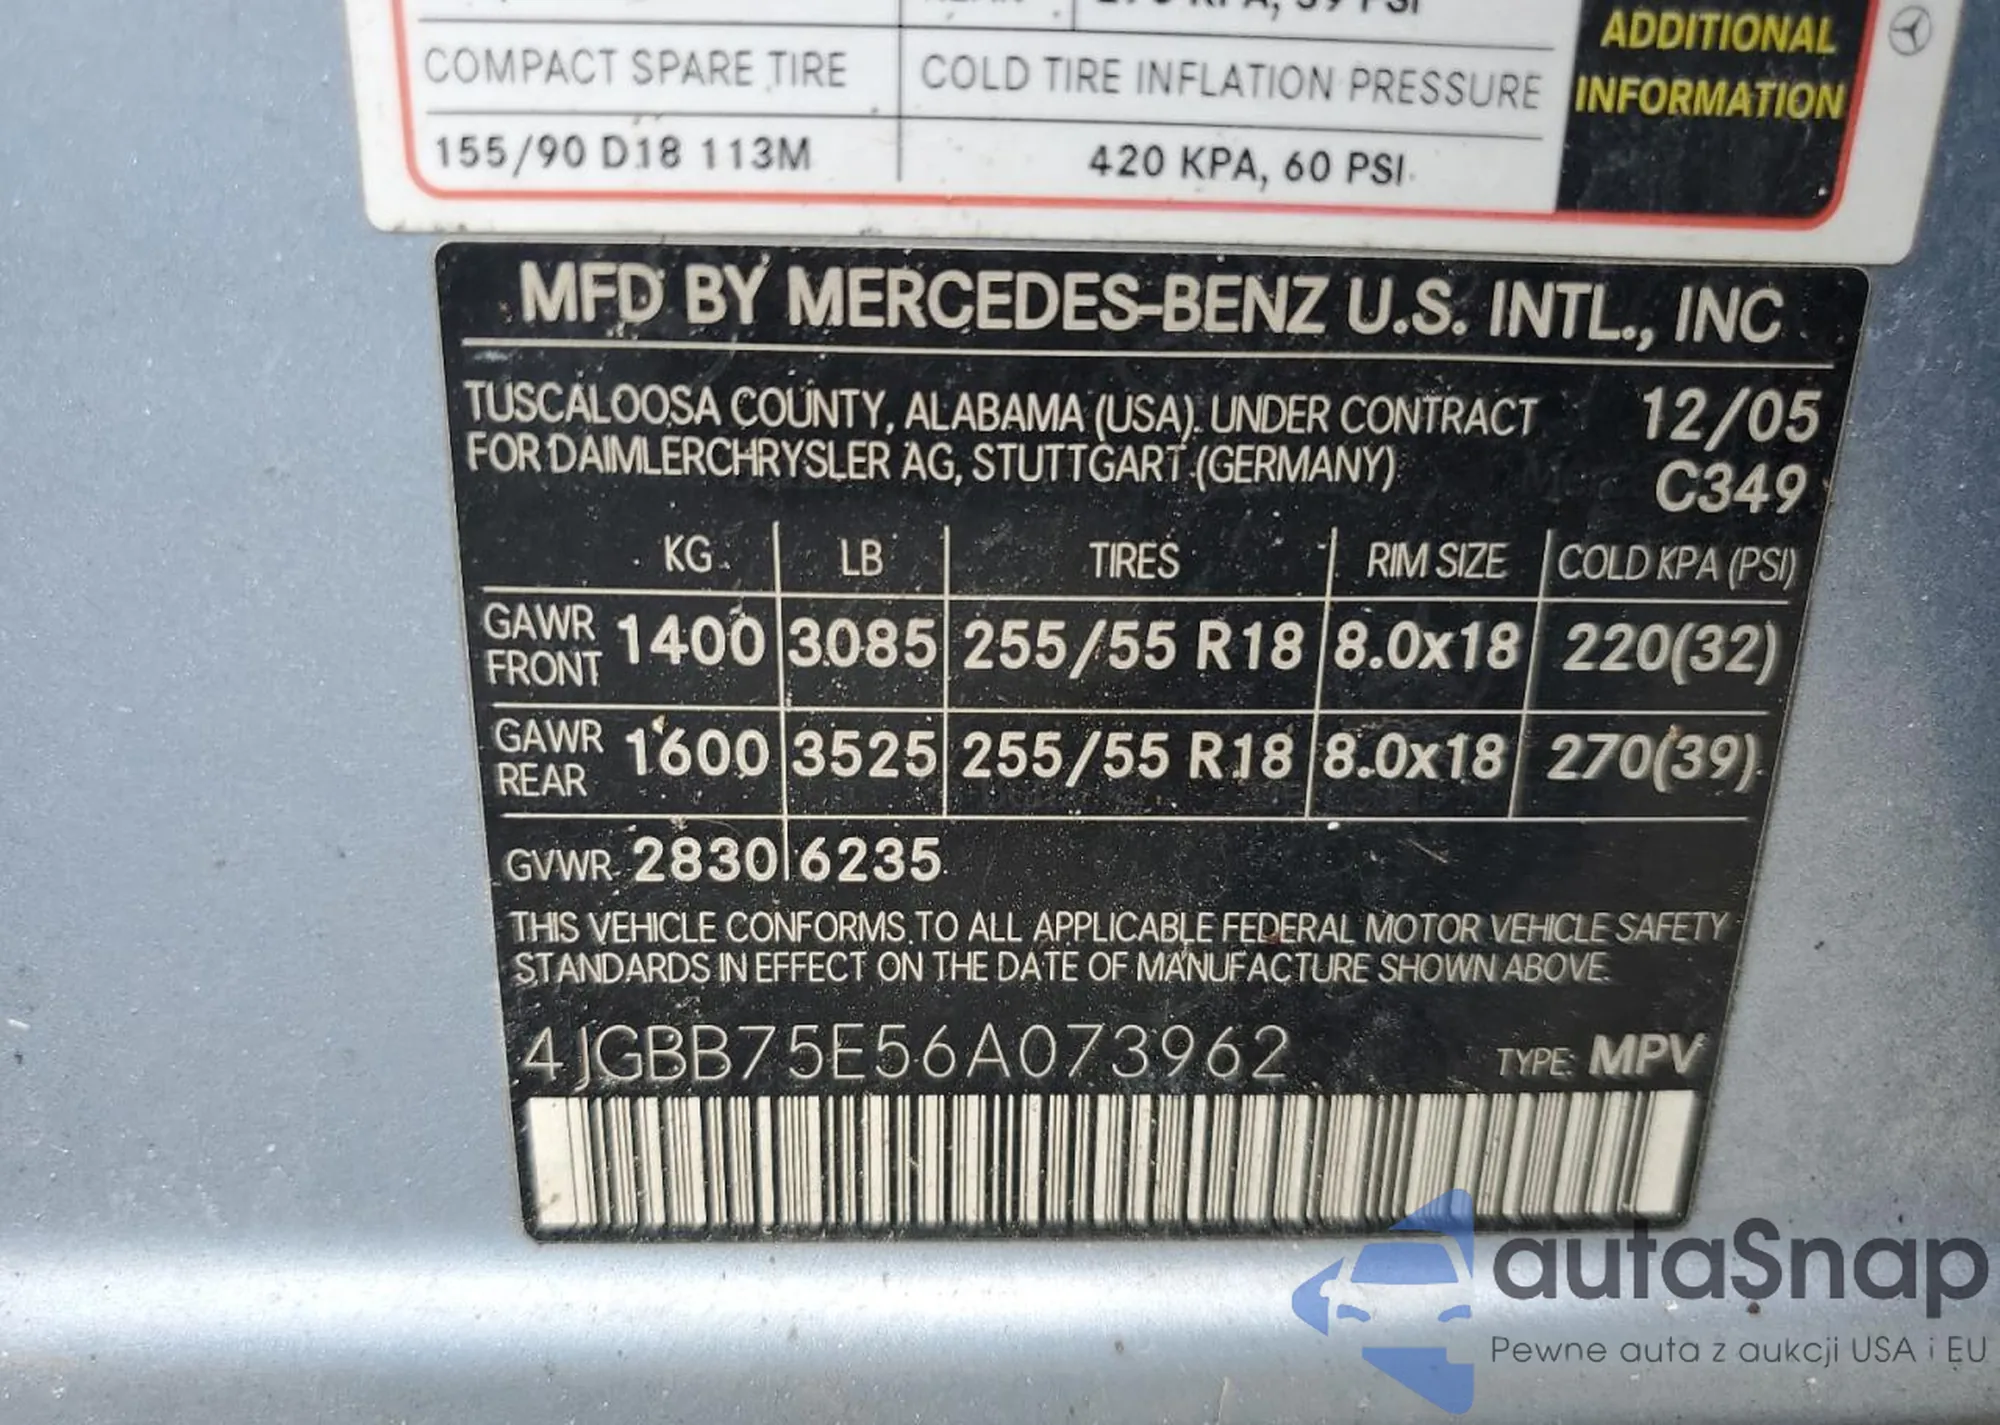 COMPACT SPARE TIRE COLD TIRE INFLATION PRESSURE
155/90 D18 113M 420 KPA, 60 PSI
ADDITIONAL
INFORMATION
MFD BY MERCEDES-BENZ U.S. INTL., INC
TUSCALOOSA COUNTY, ALABAMA (USA). UNDER CONTRACT 12/05
FOR DAIMLERCHRYSLER AG, STUTTGART (GERMANY) C349
KG LB TIRES RIM SIZE COLD KPA (PSI)
GAWR FRONT 1400 3085 255/55 R18 8.0x18 220(32)
GAWR REAR 1600 3525 255/55 R18 8.0x18 270(39)
GVWR 2830 6235
THIS VEHICLE CONFORMS TO ALL APPLICABLE FEDERAL MOTOR VEHICLE SAFETY
STANDARDS IN EFFECT ON THE DATE OF MANUFACTURE SHOWN ABOVE.
4JGBB75E56A073962 TYPE: MPV
autaSnap
Pewne auta z aukcji USA i EU